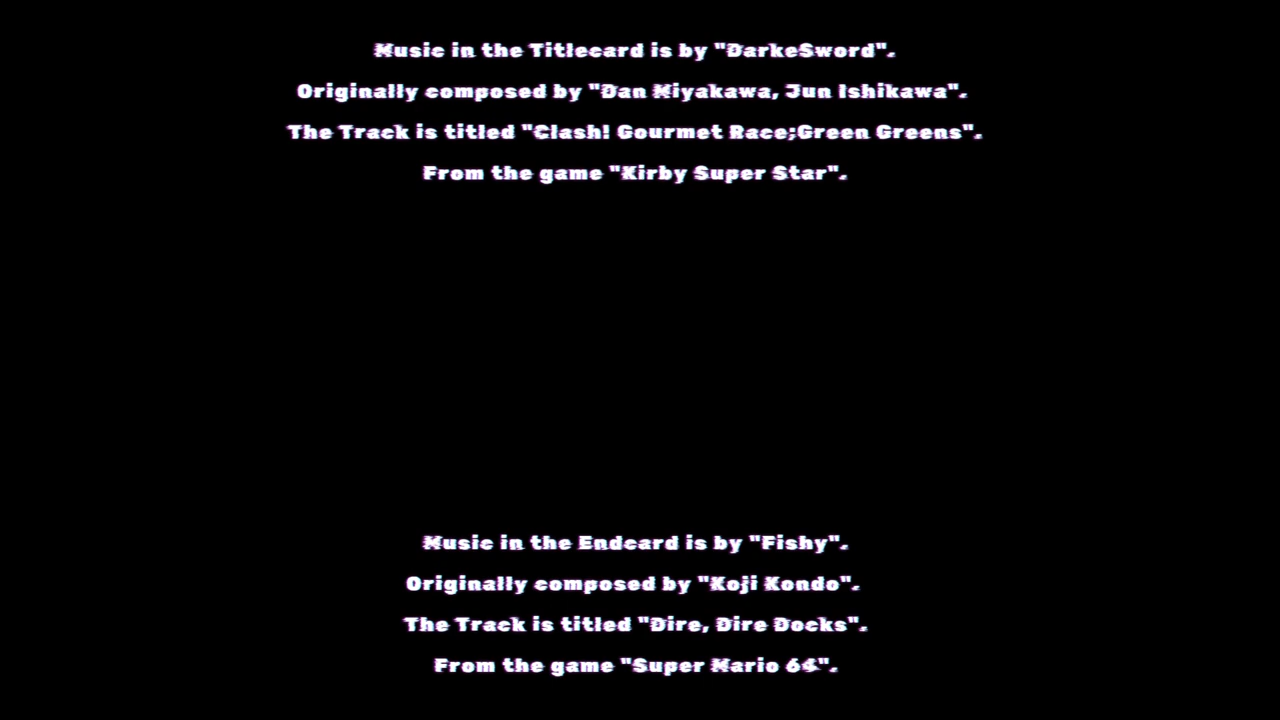 Music in the Titlecard is by "DarkeSword".
Originally composed by "Dan Miyakawa, Jun Ishikawa".
The Track is titled "Clash! Gourmet Race;Green Greens".
From the game "Kirby Super Star".
Music in the Endcard is by "Fishy".
Originally composed by "Koji Kondo".
The Track is titled "Dire, Dire Docks".
From the game "Super Mario 64".